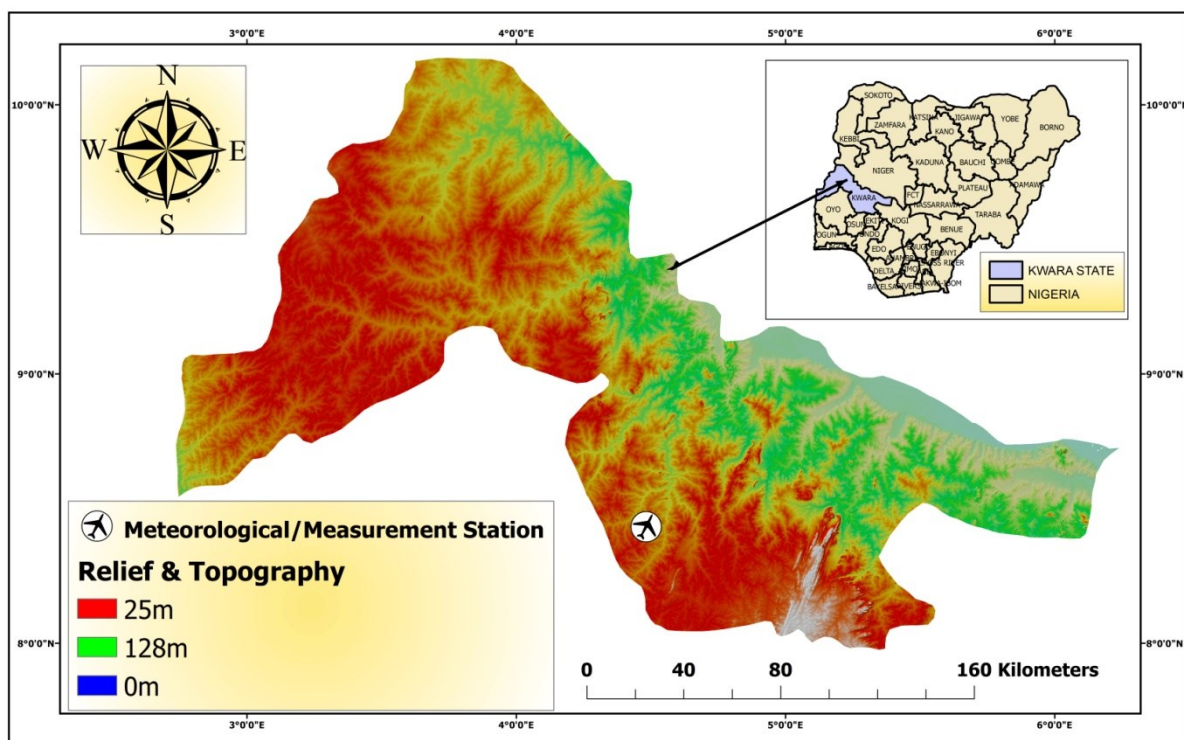 3°0'0"E
4°0'0"E
5°0'0"E
6°0'0"E
10°0'0"N
10°0'0"N
9°0'0"N
9°0'0"N
8°0'0"N
8°0'0"N
N
W
E
S
SOKOTO
ZAMFARA
KATSINA
JIGAWA
YOBE
BORNO
KEBBI
KANO
KADUNA
BAUCHI
NIGER
PLATEAU
ADAMAWA
KWARA
FCT
NASSARRAWA
TARABA
OYO
KOGI
BENUE
OGUN
EDO
DELTA
KWARA STATE
NIGERIA
Meteorological/Measurement Station
Relief & Topography
25m
128m
0m
0
40
80
160 Kilometers
3°0'0"E
4°0'0"E
5°0'0"E
6°0'0"E